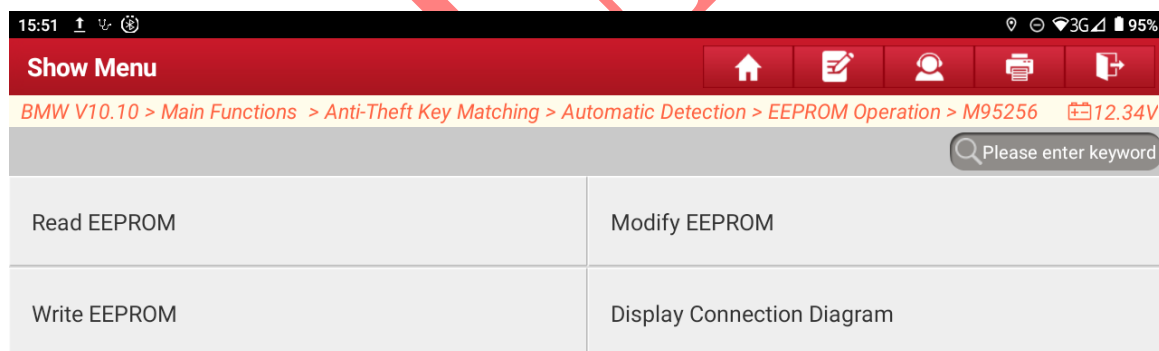 15:51 3G 95%
Show Menu
BMW V10.10 > Main Functions > Anti-Theft Key Matching > Automatic Detection > EEPROM Operation > M95256 12.34V
Please enter keyword
Read EEPROM Modify EEPROM
Write EEPROM Display Connection Diagram